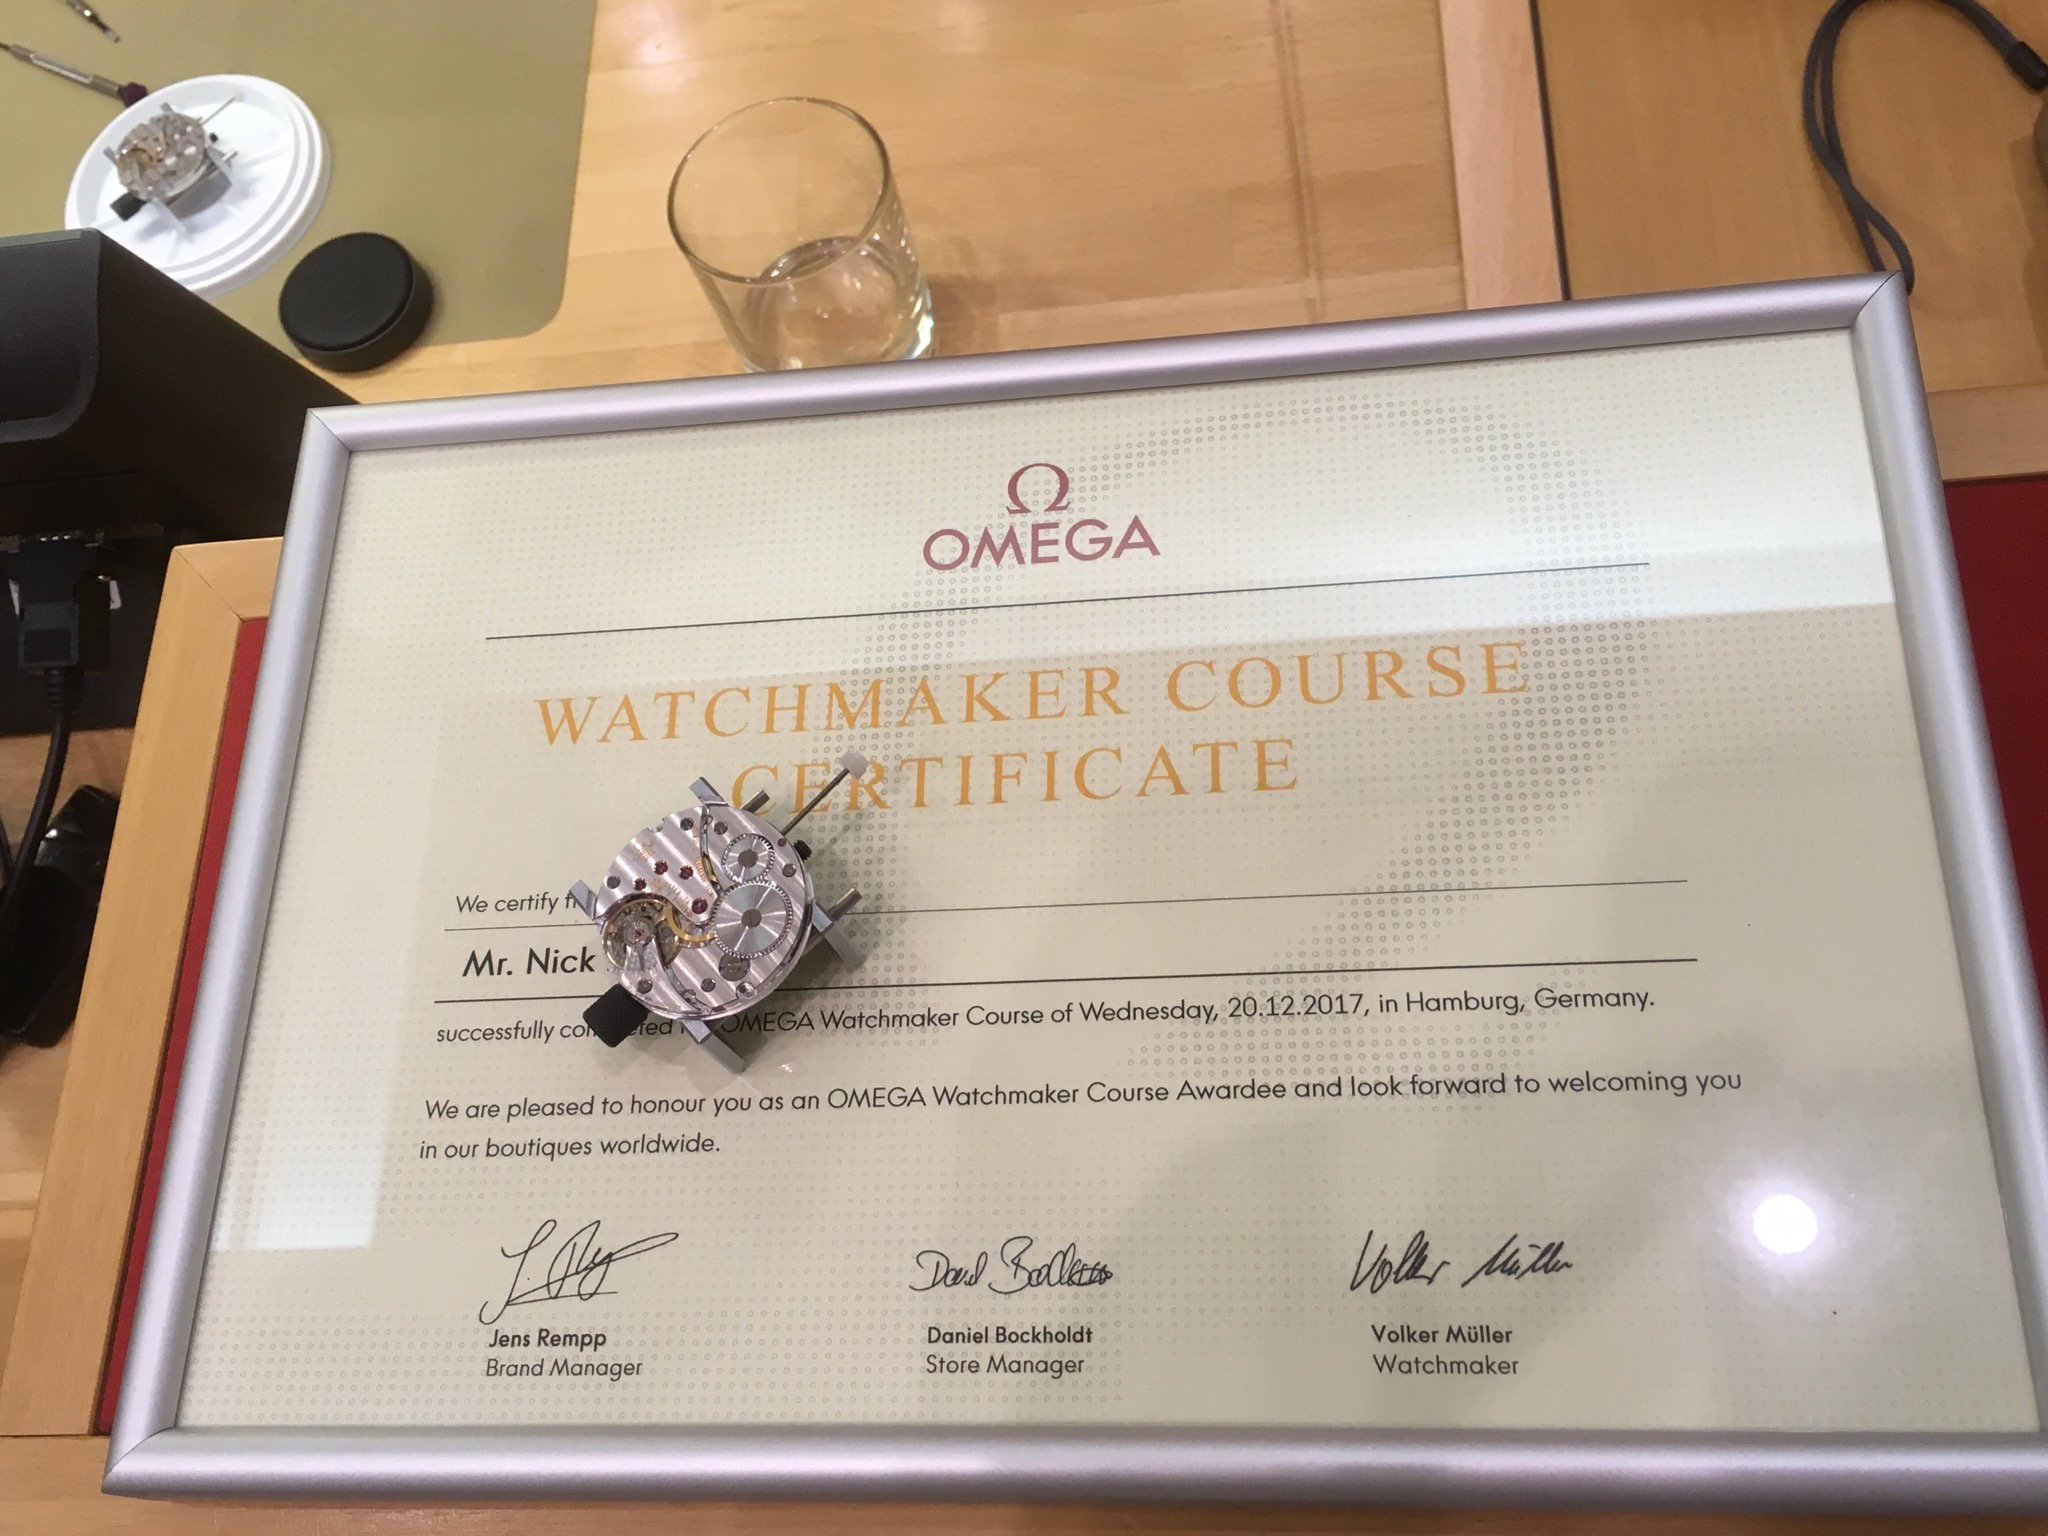 Ω
OMEGA
WATCHMAKER COURSE
CERTIFICATE
We certify
Mr. Nick
successfully OMEGA Watchmaker Course of Wednesday, 20.12.2017, in Hamburg, Germany.
We are pleased to honour you as an OMEGA Watchmaker Course Awardee and look forward to welcoming you
in our boutiques worldwide.
Jens Rempp
Daniel Bockholdt
Volker Müller
Brand Manager
Store Manager
Watchmaker